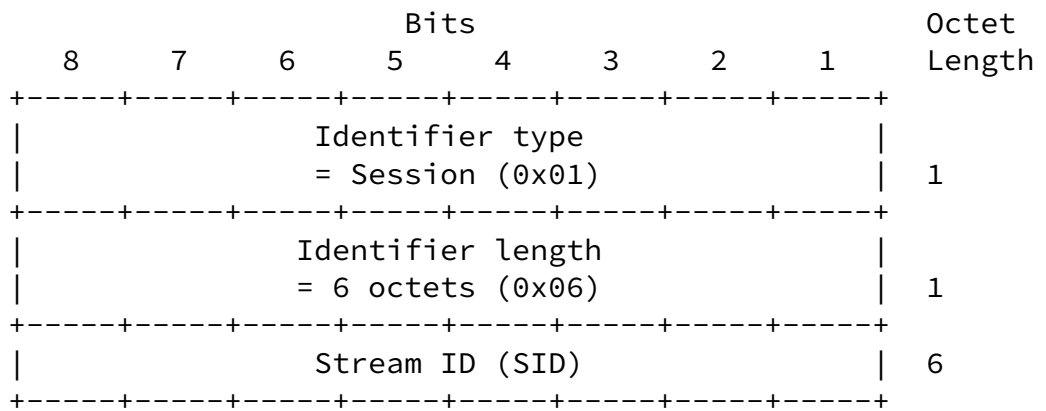 Bits Octet
8 7 6 5 4 3 2 1 Length
+-----+-----+-----+-----+-----+-----+-----+-----+
| Identifier type |
| = Session (0x01) | 1
+-----+-----+-----+-----+-----+-----+-----+-----+
| Identifier length |
| = 6 octets (0x06) | 1
+-----+-----+-----+-----+-----+-----+-----+-----+
| Stream ID (SID) | 6
+-----+-----+-----+-----+-----+-----+-----+-----+